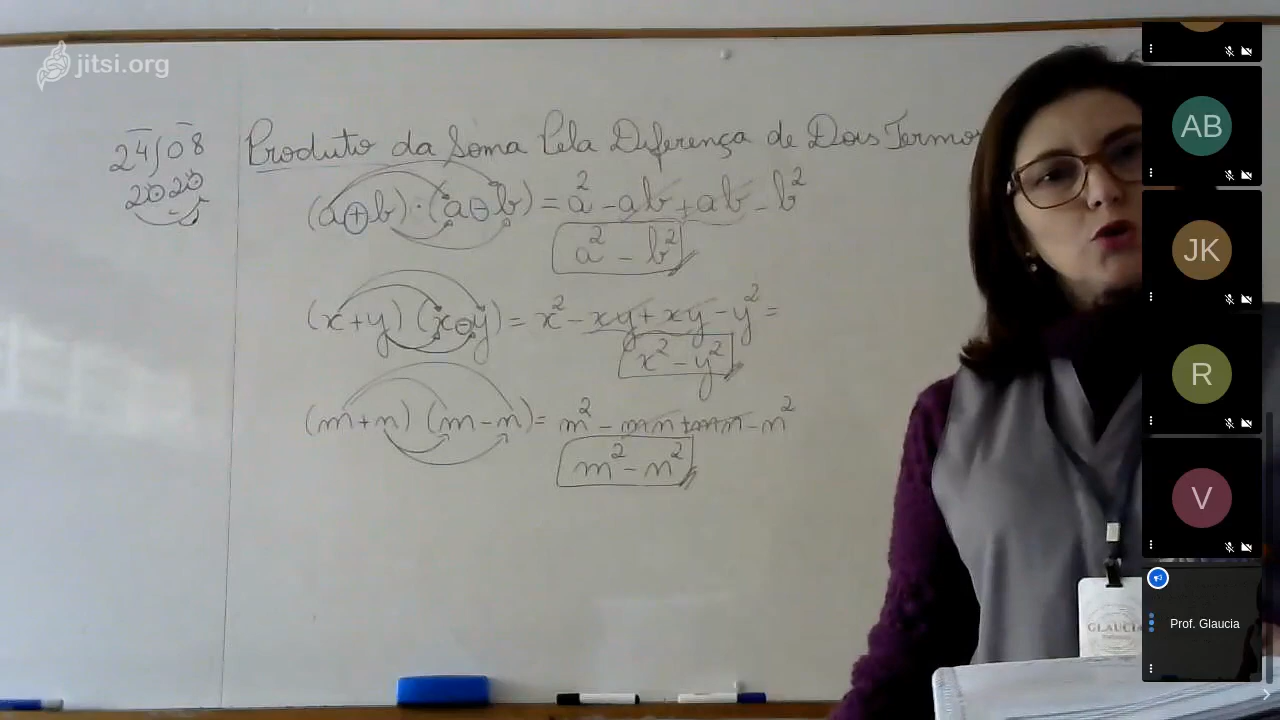 jitsi.org
24/08
2020
Produto da Soma Pela Diferença de Dois Termos
(a+b)·(a-b) = a² - ab + ab - b²
a² - b²
(x+y) (x-y) = x² - xy + xy - y² =
x² - y²
(m+n) (m-n) = m² - mn + mn - n²
m² - n²
AB
JK
R
V
GLAUCIA
Prof. Glaucia